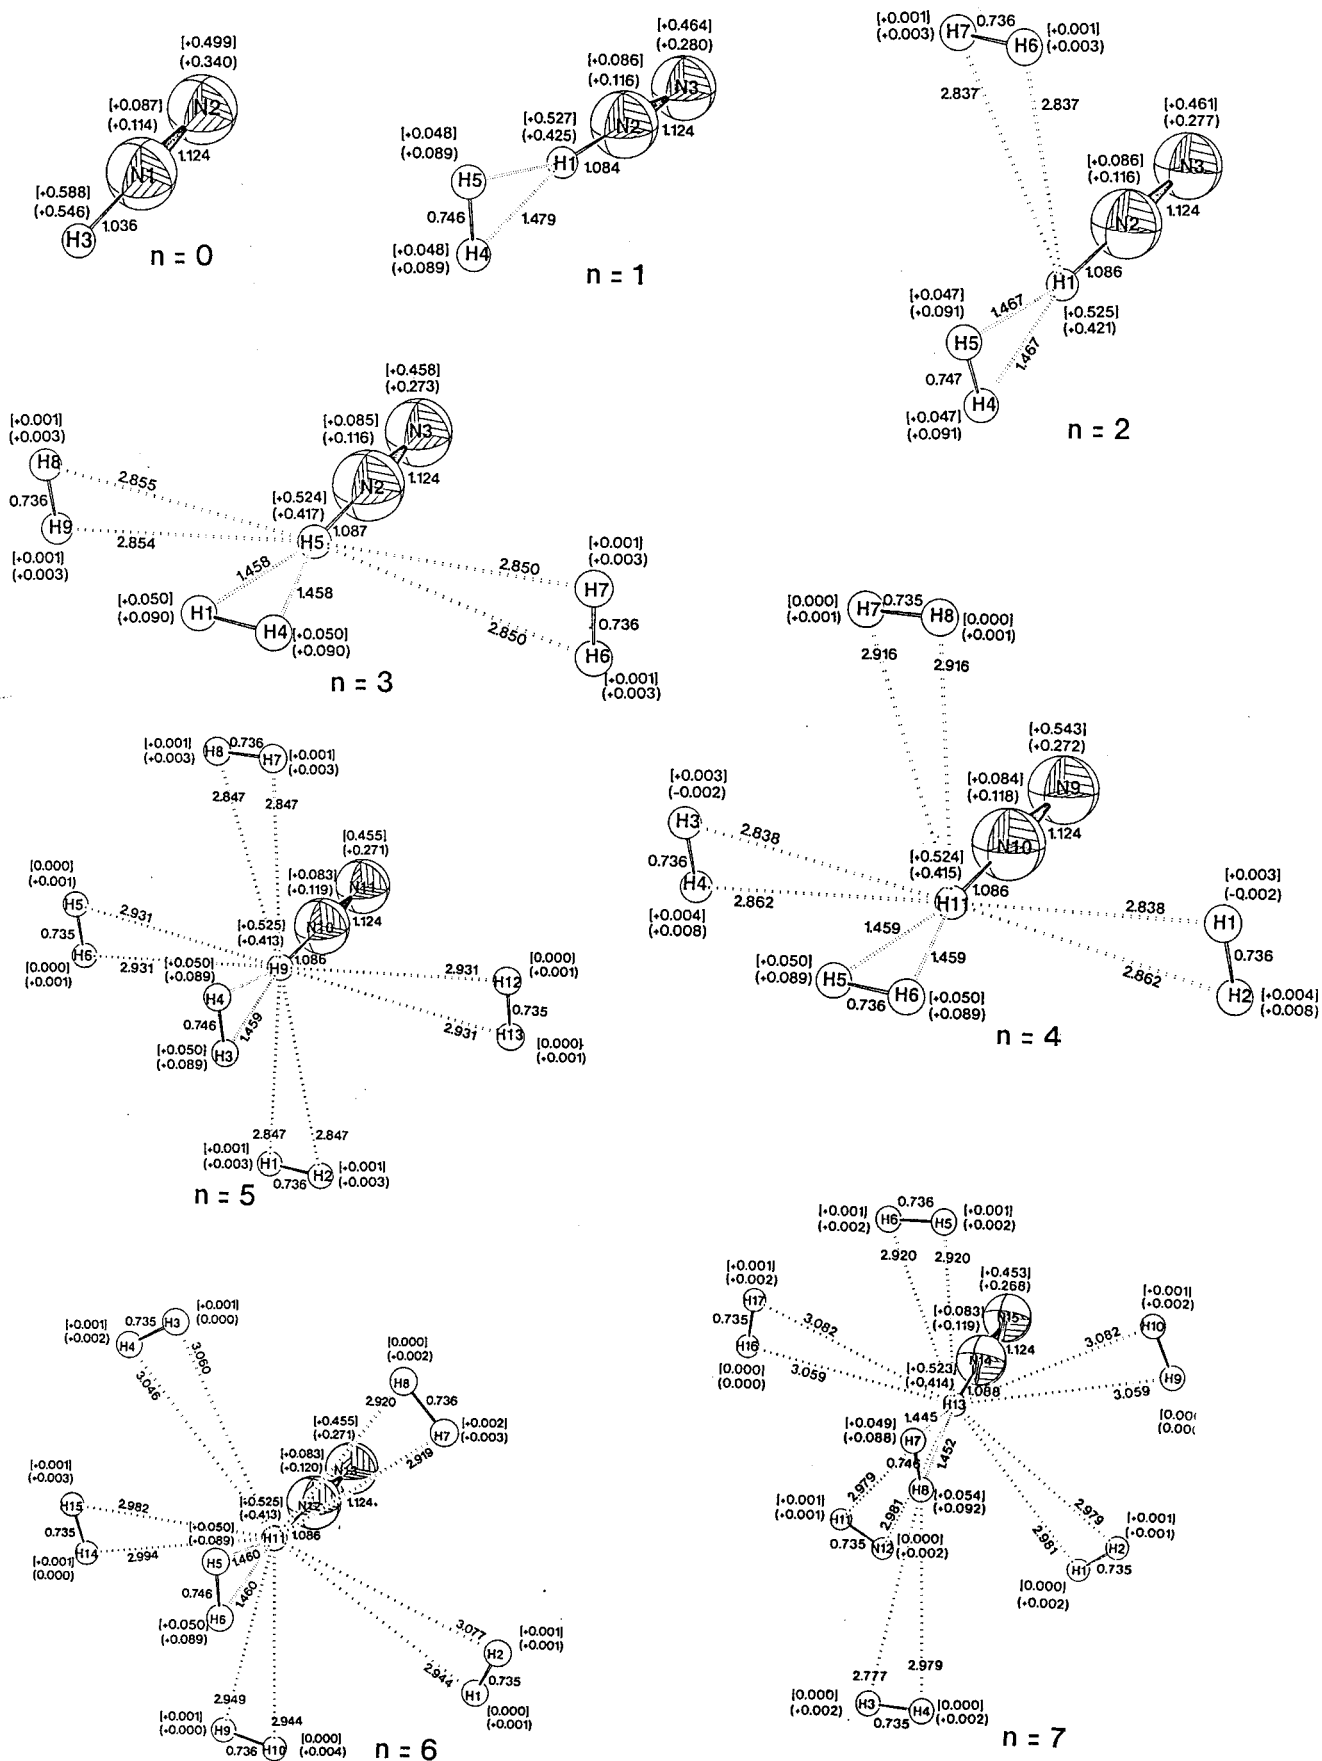 [+0.499]
(+0.340)
[+0.087]
(+0.114)
N2
N1
1.124
[+0.588]
(+0.546)
H3
1.036
n = 0
[+0.464]
(+0.280)
[+0.086]
(+0.116)
N3
N2
1.124
[+0.527]
(+0.425)
H1
1.084
[+0.048]
(+0.089)
H5
0.746
1.479
H4
[+0.048]
(+0.089)
n = 1
[+0.001]
(+0.003)
H7
0.736
H6
[+0.001]
(+0.003)
2.837
2.837
[+0.461]
(+0.277)
[+0.086]
(+0.116)
N3
N2
1.124
1.086
H1
[+0.525]
(+0.421)
[+0.047]
(+0.091)
1.467
H5
1.467
0.747
H4
[+0.047]
(+0.091)
n = 2
[+0.458]
(+0.273)
[+0.085]
(+0.116)
N3
N2
1.124
[+0.001]
(+0.003)
H8
2.855
0.736
H9
2.854
[+0.001]
(+0.003)
[+0.524]
(+0.417)
H5
1.087
1.458
1.458
[+0.050]
(+0.090)
H1
H4
[+0.050]
(+0.090)
2.850
2.850
[+0.001]
(+0.003)
H7
0.736
H6
[+0.001]
(+0.003)
n = 3
[0.000]
(+0.001)
H7
0.735
H8
[0.000]
(+0.001)
2.916
2.916
[+0.543]
(+0.272)
[+0.084]
(+0.118)
N9
N10
1.124
[+0.003]
(-0.002)
H3
2.838
0.736
H4
2.862
[+0.004]
(+0.008)
[+0.524]
(+0.415)
H11
1.086
1.459
1.459
[+0.050]
(+0.089)
H5
0.736
H6
[+0.050]
(+0.089)
2.838
2.862
[+0.003]
(-0.002)
H1
0.736
H2
[+0.004]
(+0.008)
n = 4
[+0.001]
(+0.003)
H8
0.736
H7
[+0.001]
(+0.003)
2.847
2.847
[0.455]
(+0.271)
[+0.083]
(+0.119)
N11
N10
1.124
[0.000]
(+0.001)
H5
2.931
0.735
H6
2.931
[0.000]
(+0.001)
[+0.525]
(+0.413)
H9
1.086
[+0.050]
(+0.089)
H4
0.746
1.459
[+0.050]
(+0.089)
H3
2.931
2.931
[0.000]
(+0.001)
H12
0.735
H13
[0.000]
(+0.001)
2.847
2.847
[+0.001]
(+0.003)
H1
0.736
H2
[+0.001]
(+0.003)
n = 5
[+0.001]
(+0.002)
H4
0.735
H3
[+0.001]
(0.000)
3.060
3.046
[0.000]
(+0.002)
H8
2.920
0.736
H7
[+0.002]
(+0.003)
2.919
[+0.455]
(+0.271)
[+0.083]
(+0.120)
N13
N12
1.124
[+0.001]
(+0.003)
H15
2.982
0.735
H14
2.994
[+0.001]
(0.000)
[+0.525]
(+0.413)
H11
1.086
[+0.050]
(+0.089)
H5
1.460
0.746
1.460
H6
[+0.050]
(+0.089)
3.077
2.944
H2
[+0.001]
(+0.001)
0.735
H1
[0.000]
(+0.001)
2.949
2.944
[+0.001]
(+0.000)
H9
0.736
H10
[0.000]
(+0.004)
n = 6
0.736
[+0.001]
(+0.002)
H6
H5
[+0.001]
(+0.002)
2.920
2.920
[+0.001]
(+0.002)
H17
3.082
0.735
H16
3.059
[0.000]
(0.000)
[+0.453]
(+0.268)
[+0.083]
(+0.119)
N15
N14
1.124
[+0.523]
(+0.414)
H13
1.088
[+0.001]
(+0.002)
H10
3.082
3.059
H9
[+0.049]
(+0.088)
H7
1.445
1.452
0.746
H8
[+0.054]
(+0.092)
2.979
2.981
[+0.001]
(+0.001)
H11
0.735
N12
[0.000]
(+0.002)
2.979
2.981
[+0.001]
(+0.001)
H2
H1
0.735
[0.000]
(+0.002)
2.777
2.979
[0.000]
(+0.002)
H3
0.735
H4
[0.000]
(+0.002)
n = 7